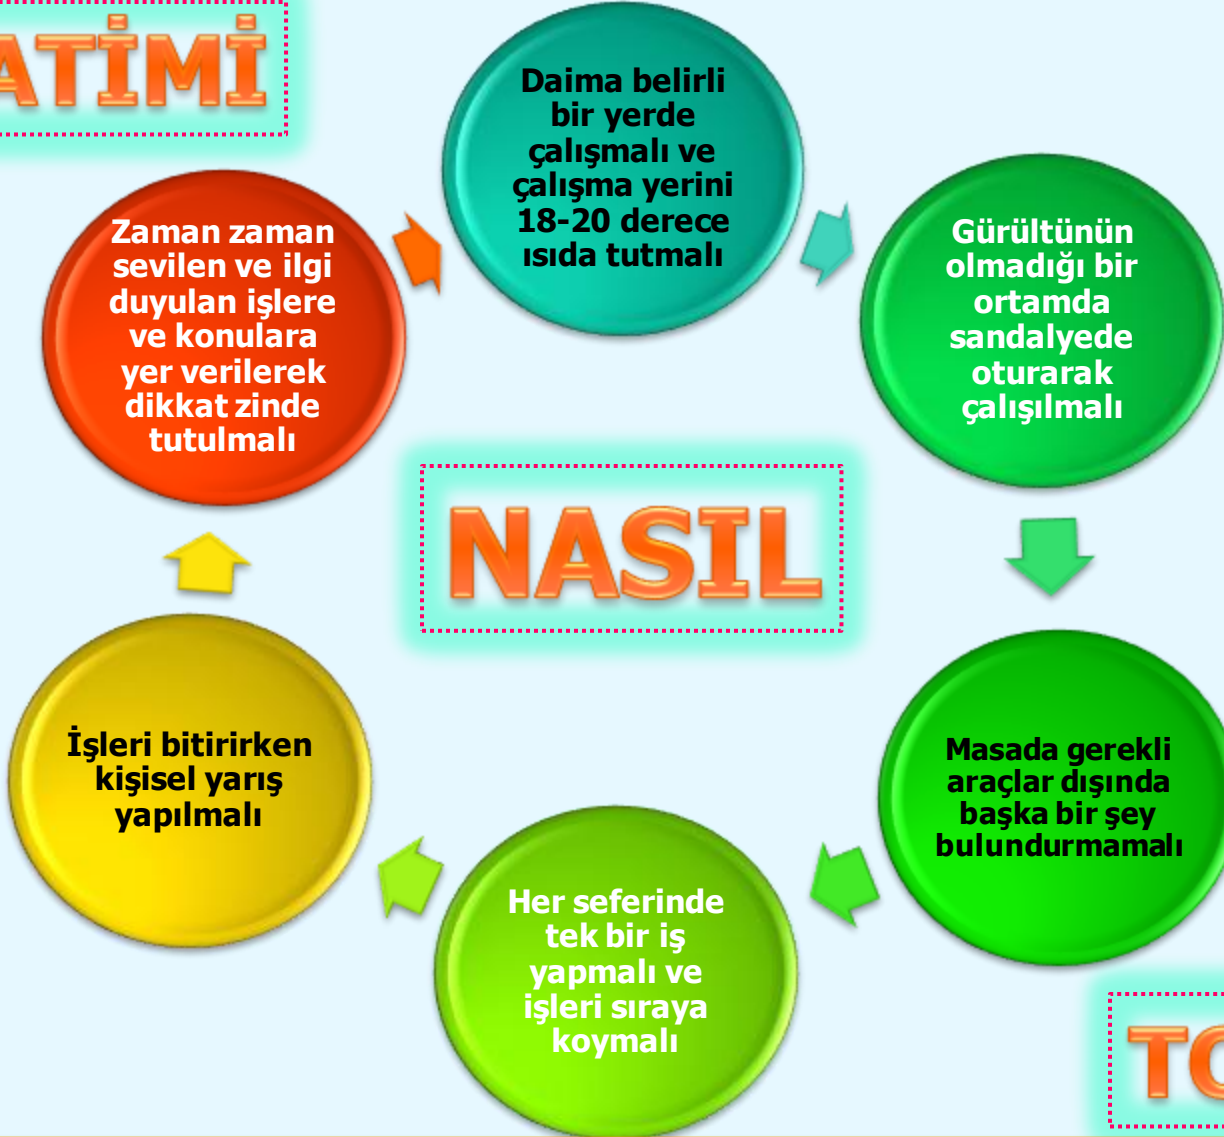 ATİMİ
Daima belirli
bir yerde
çalışmalı ve
çalışma yerini
18-20 derece
ısıda tutmalı
Gürültünün
olmadığı bir
ortamda
sandalyede
oturarak
çalışılmalı
Masada gerekli
araçlar dışında
başka bir şey
bulundurmamalı
Her seferinde
tek bir iş
yapmalı ve
işleri sıraya
koymalı
İşleri bitirirken
kişisel yarış
yapılmalı
Zaman zaman
sevilen ve ilgi
duyulan işlere
ve konulara
yer verilerek
dikkat zinde
tutulmalı
NASIL